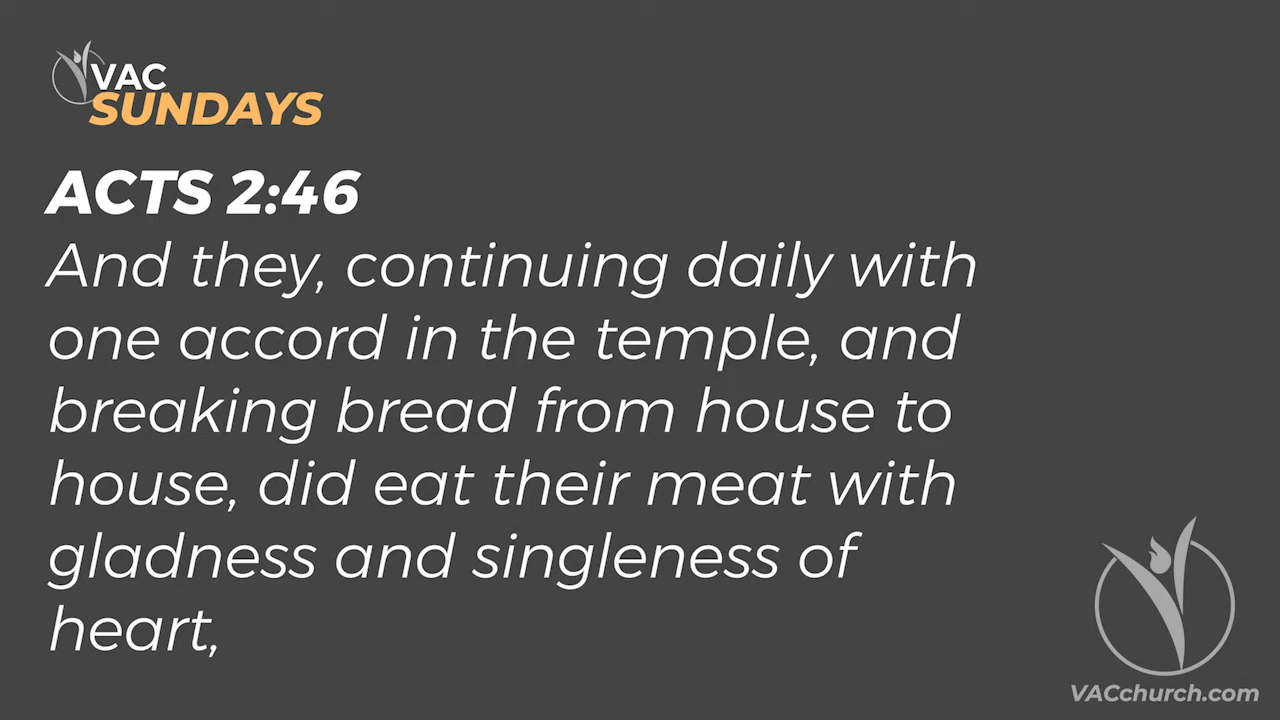 VAC
SUNDAYS
ACTS 2:46
And they, continuing daily with
one accord in the temple, and
breaking bread from house to
house, did eat their meat with
gladness and singleness of
heart,
VACchurch.com